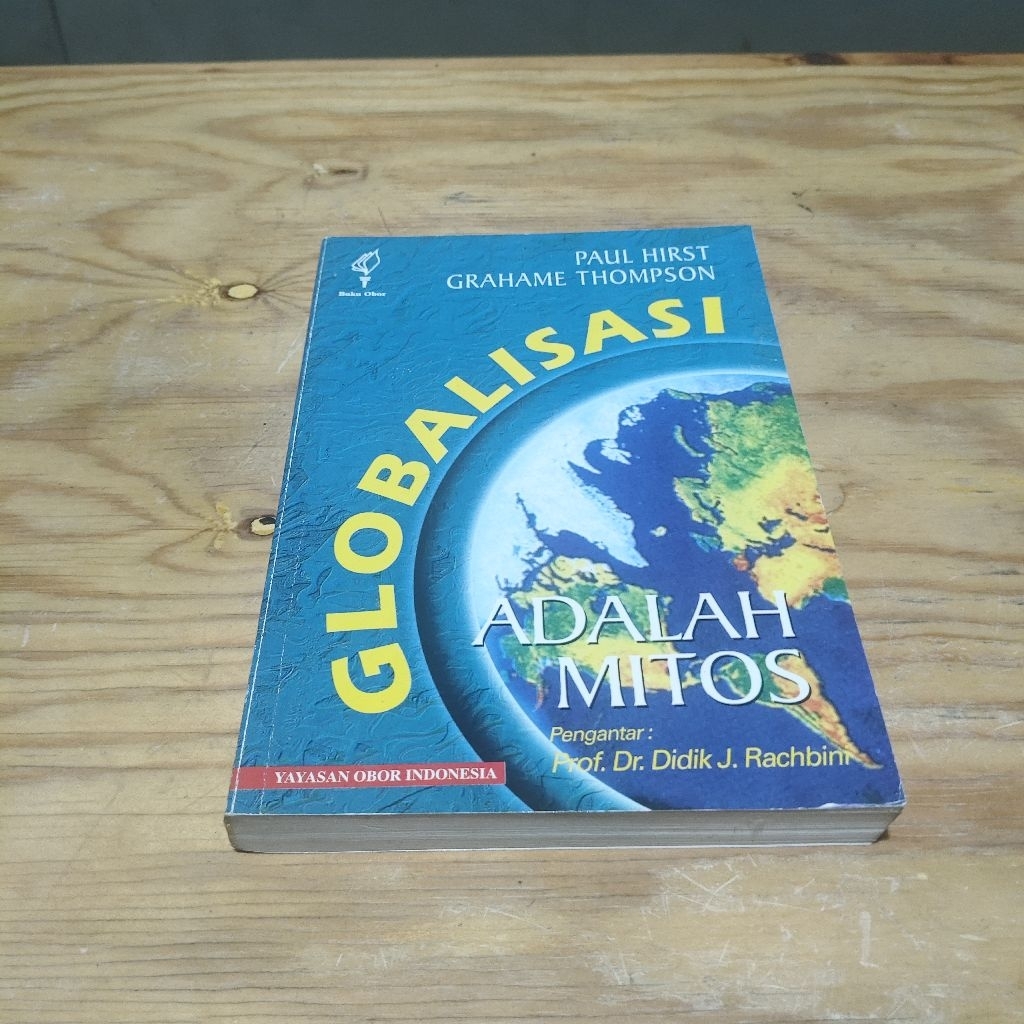 Buku Obor
PAUL HIRST
GRAHAME THOMPSON
GLOBALISASI
ADALAH
MITOS
Pengantar :
Prof. Dr. Didik J. Rachbini
YAYASAN OBOR INDONESIA